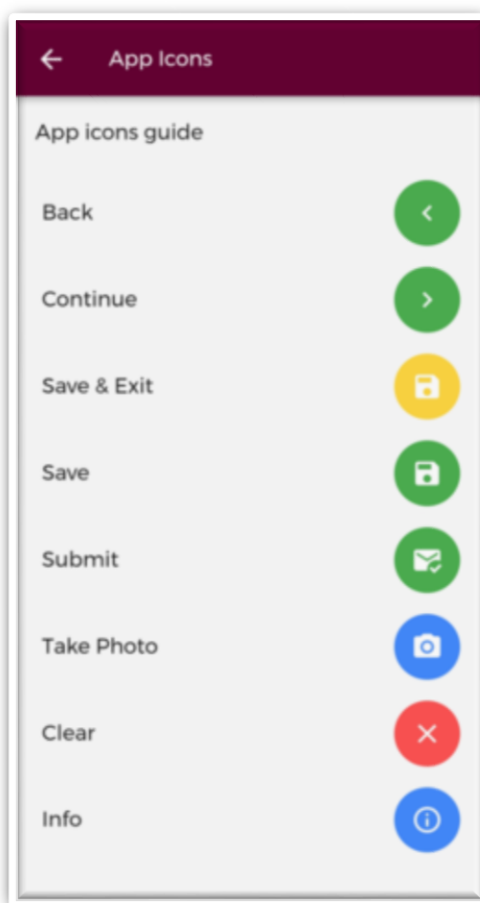 App Icons
App icons guide
Back
Continue
Save & Exit
Save
Submit
Take Photo
Clear
Info